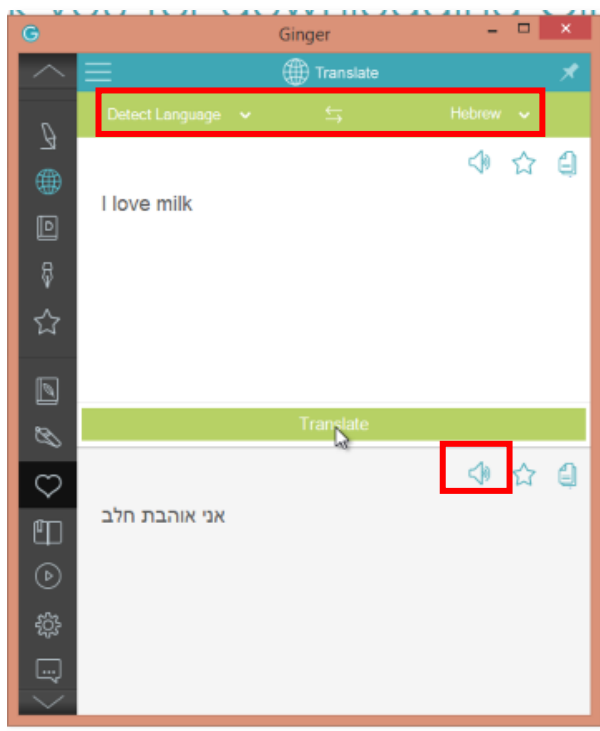 G
Ginger
Translate
Detect Language Hebrew
I love milk
Translate
אני אוהבת חלב